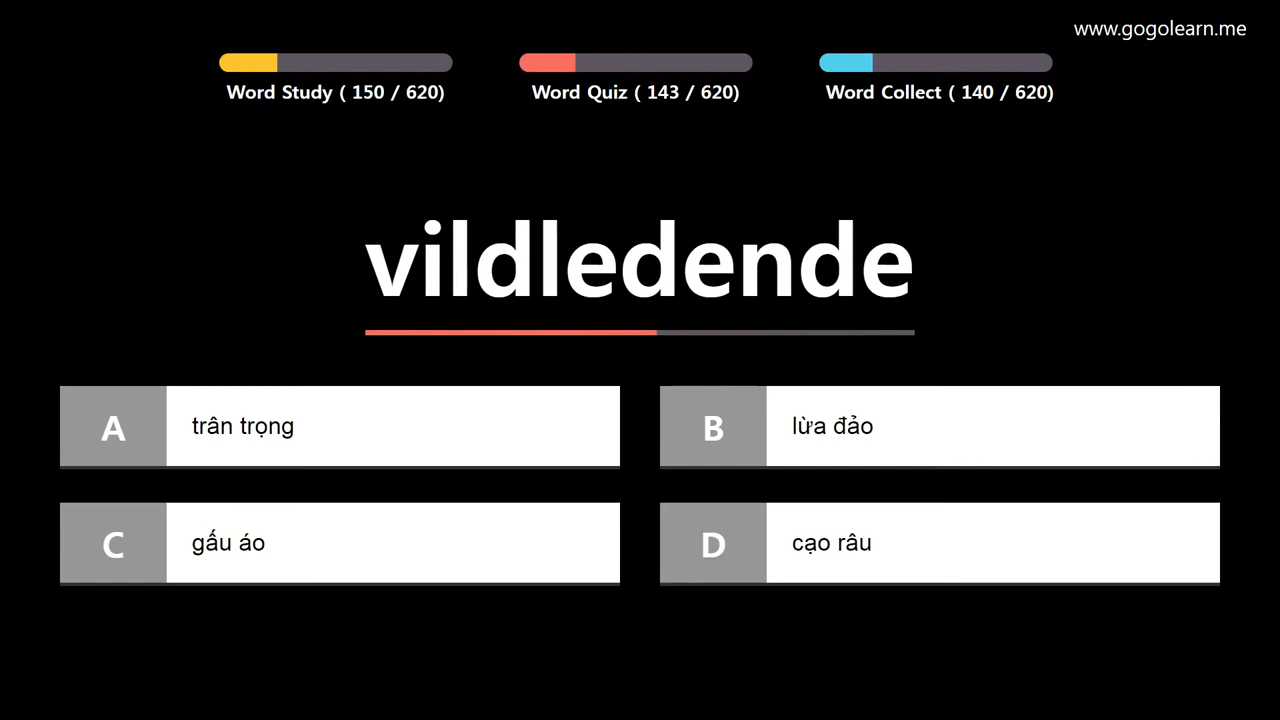 www.gogolearn.me
Word Study ( 150 / 620)
Word Quiz ( 143 / 620)
Word Collect ( 140 / 620)
vildledende
A trân trọng
B lừa đảo
C gấu áo
D cạo râu